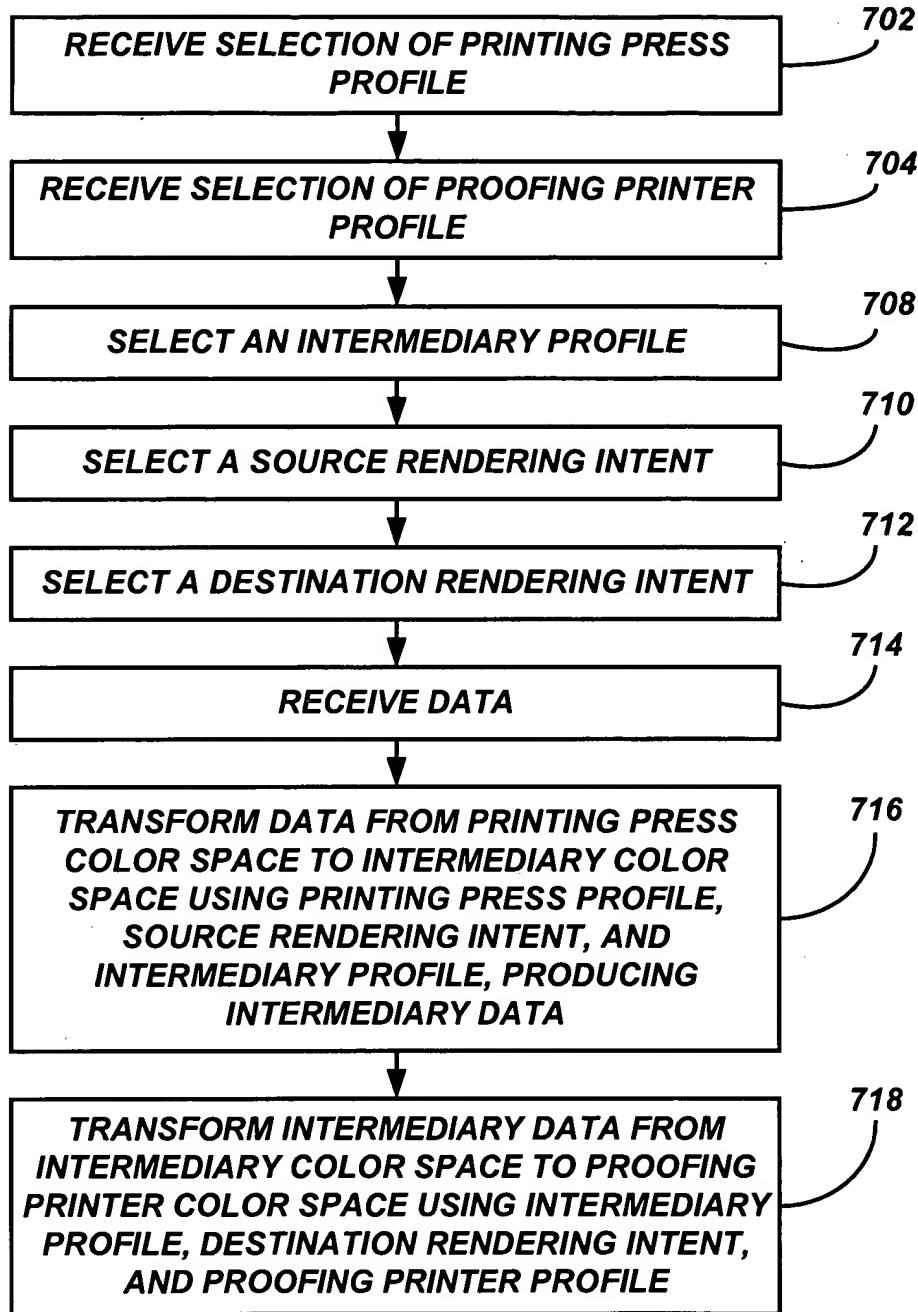 RECEIVE SELECTION OF PRINTING PRESS
PROFILE
702
RECEIVE SELECTION OF PROOFING PRINTER
PROFILE
704
SELECT AN INTERMEDIARY PROFILE
708
SELECT A SOURCE RENDERING INTENT
710
SELECT A DESTINATION RENDERING INTENT
712
RECEIVE DATA
714
TRANSFORM DATA FROM PRINTING PRESS
COLOR SPACE TO INTERMEDIARY COLOR
SPACE USING PRINTING PRESS PROFILE,
SOURCE RENDERING INTENT, AND
INTERMEDIARY PROFILE, PRODUCING
INTERMEDIARY DATA
716
TRANSFORM INTERMEDIARY DATA FROM
INTERMEDIARY COLOR SPACE TO PROOFING
PRINTER COLOR SPACE USING INTERMEDIARY
PROFILE, DESTINATION RENDERING INTENT,
AND PROOFING PRINTER PROFILE
718